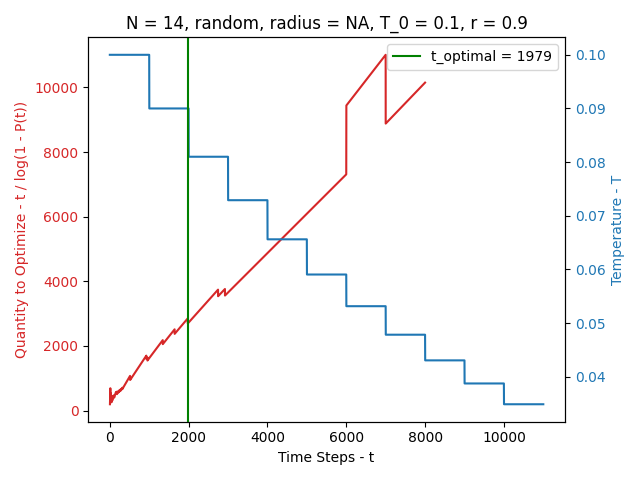 N = 14, random, radius = NA, T_0 = 0.1, r = 0.9
t_optimal = 1979
Quantity to Optimize - t / log(1 - P(t))
10000
8000
6000
4000
2000
0
0.10
0.09
0.08
0.07
0.06
0.05
0.04
Temperature - T
0 2000 4000 6000 8000 10000
Time Steps - t